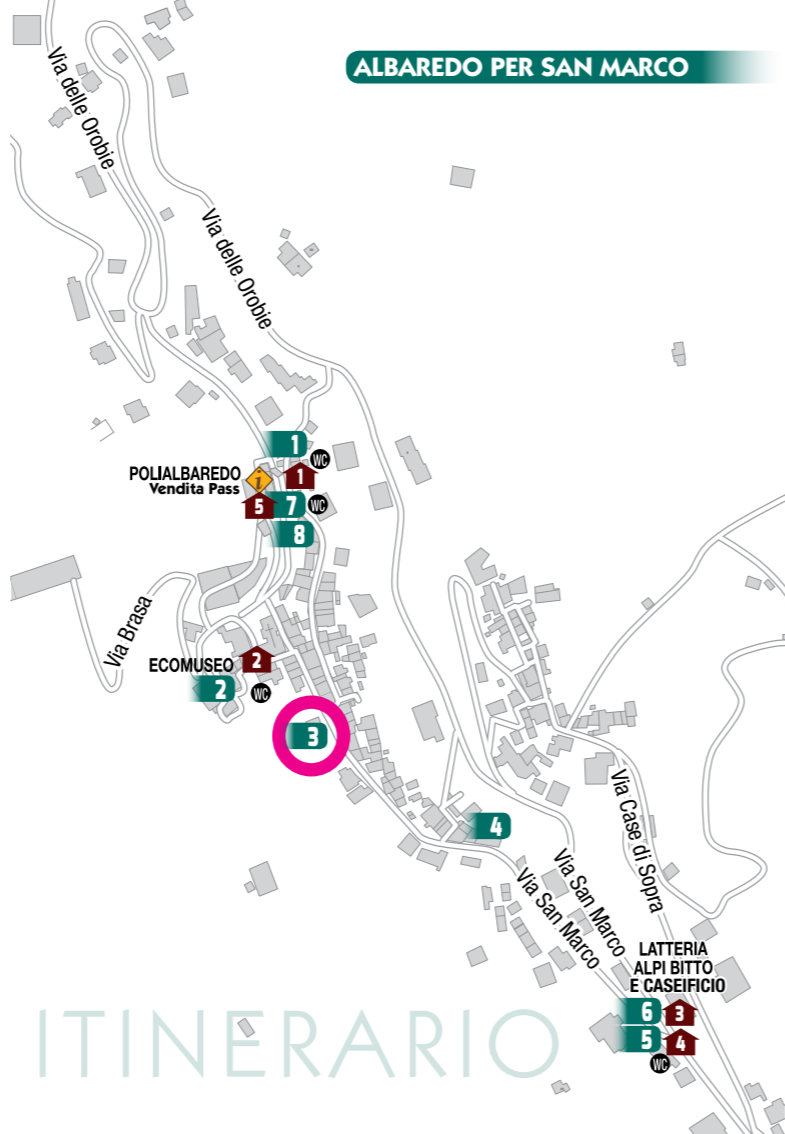 ALBAREDO PER SAN MARCO
Via delle Orobie
Via delle Orobie
1
WC
POLIALBAREDO
Vendita Pass
i
1
5
7
WC
8
Via Brasa
ECOMUSEO
2
2
WC
3
4
Via Case di Sopra
Via San Marco
Via San Marco
LATTERIA
ALPI BITTO
E CASEIFICIO
6
3
5
4
WC
ITINERARIO